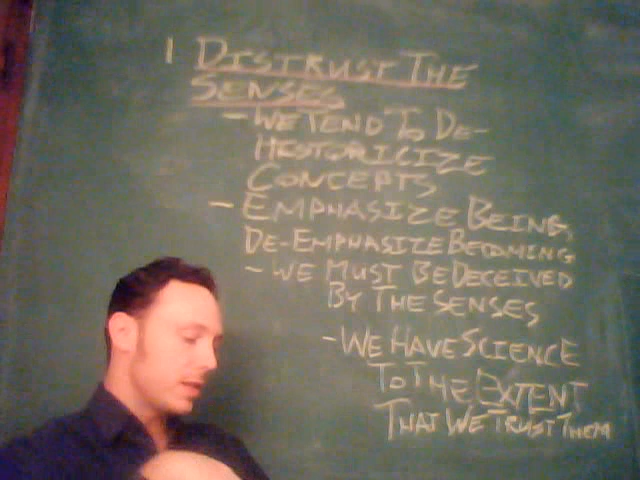 1 DISTRUST THE
SENSES
- WE TEND TO DE-
HISTORICIZE
CONCEPTS
- EMPHASIZE BEING,
DE-EMPHASIZE BECOMING
- WE MUST BE DECEIVED
BY THE SENSES
- WE HAVE SCIENCE
TO THE EXTENT
THAT WE TRUST THEM